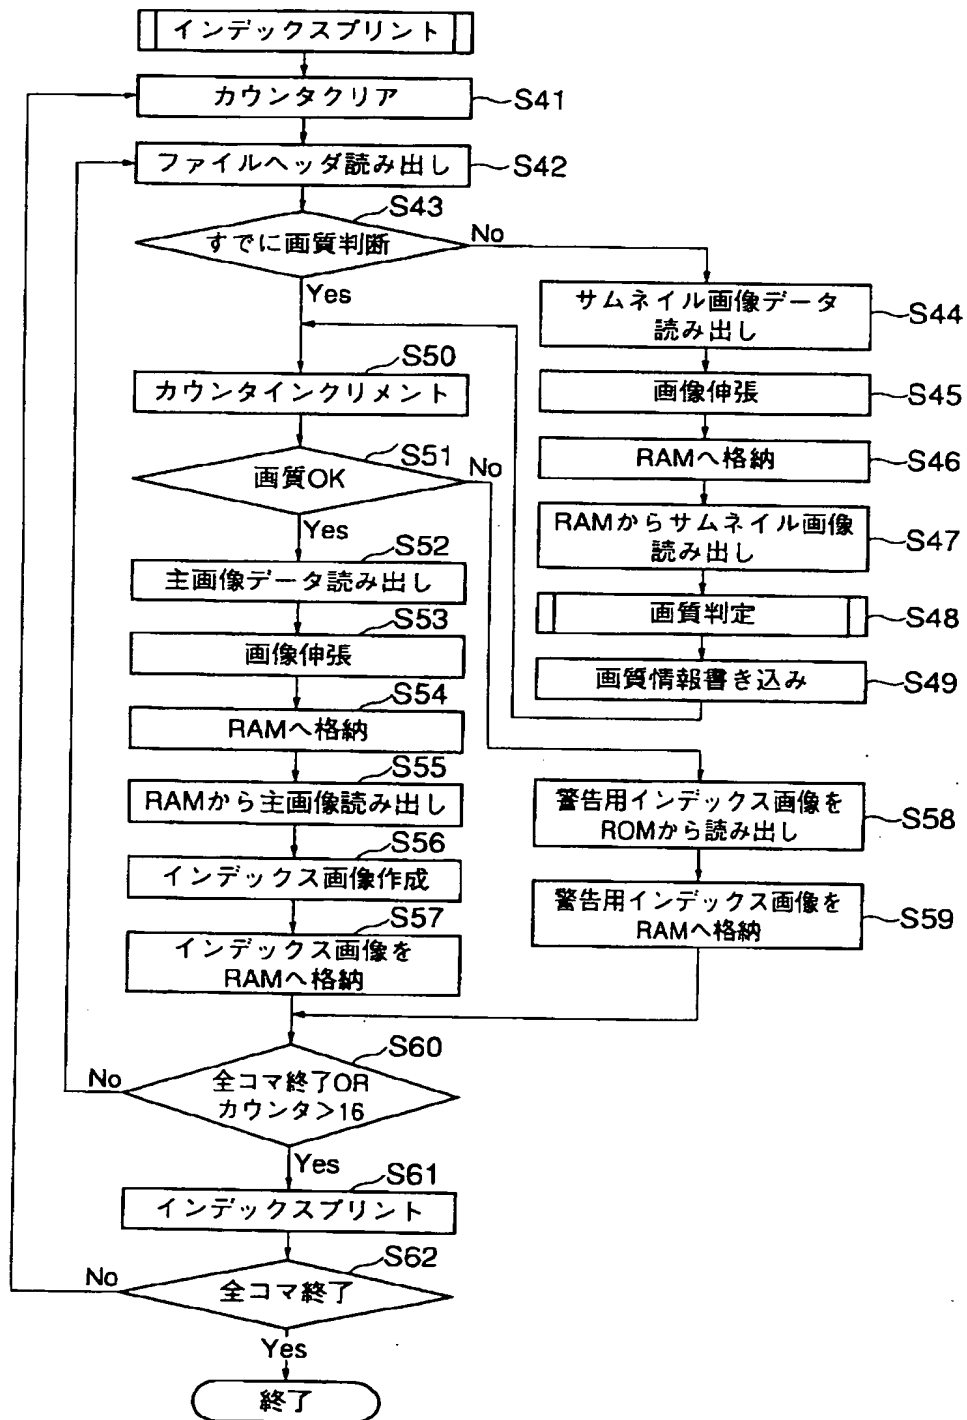 インデックスプリント
カウンタクリア
S41
ファイルヘッダ読み出し
S42
S43
すでに画質判断
No
Yes
サムネイル画像データ
読み出し
S44
画像伸張
S45
RAMへ格納
S46
RAMからサムネイル画像
読み出し
S47
画質判定
S48
画質情報書き込み
S49
S50
カウンタインクリメント
S51
画質OK
No
Yes
S52
主画像データ読み出し
S53
画像伸張
S54
RAMへ格納
S55
RAMから主画像読み出し
S56
インデックス画像作成
S57
インデックス画像を
RAMへ格納
警告用インデックス画像を
ROMから読み出し
S58
警告用インデックス画像を
RAMへ格納
S59
S60
全コマ終了OR
カウンタ>16
No
Yes
S61
インデックスプリント
S62
全コマ終了
No
Yes
終了